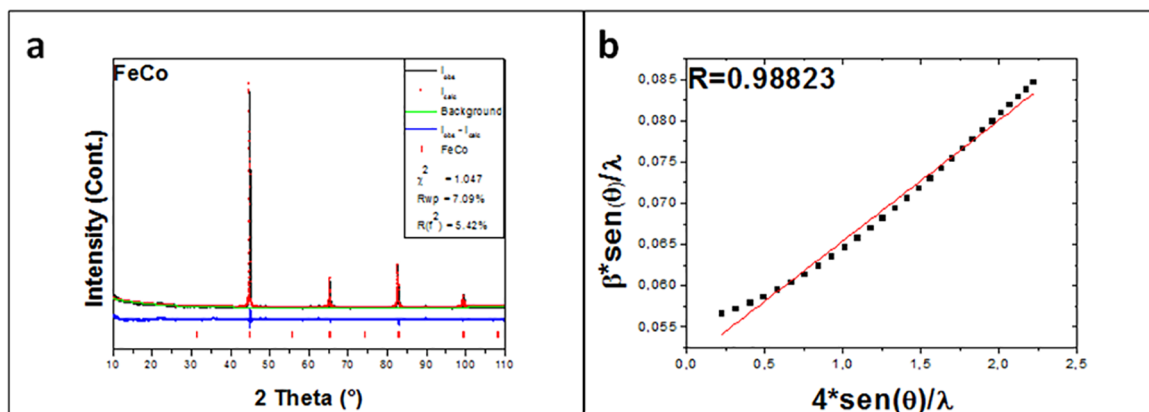 a
FeCo
I_obs
I_calc
Background
I_obs - I_calc
FeCo
χ² = 1.047
Rwp = 7.09%
R(f²) = 5.42%
Intensity (Cont.)
10 20 30 40 50 60 70 80 90 100 110
2 Theta (°)
b
R=0.98823
0,085
0,080
0,075
0,070
0,065
0,060
0,055
β*sen(θ)/λ
0,0 0,5 1,0 1,5 2,0 2,5
4*sen(θ)/λ